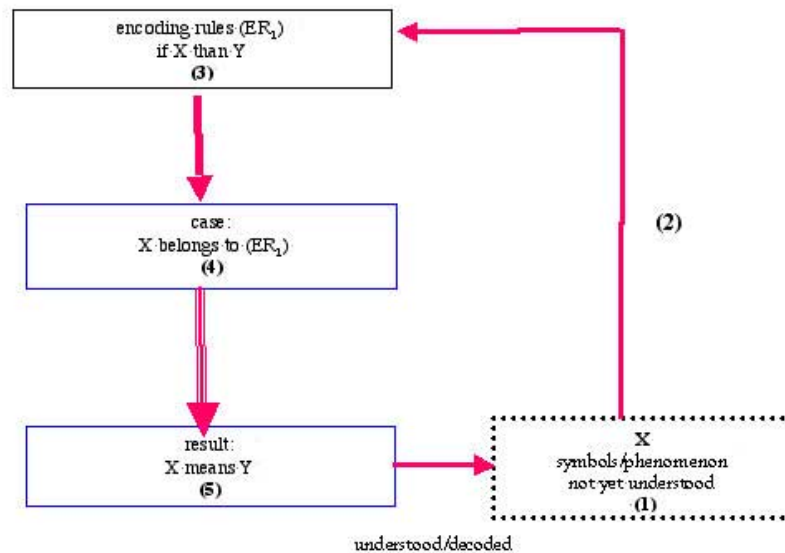 encoding rules (ER₁)
if X than Y
(3)
case:
X belongs to (ER₁)
(4)
(2)
result:
X means Y
(5)
X
symbols/phenomenon
not yet understood
(1)
understood/decoded